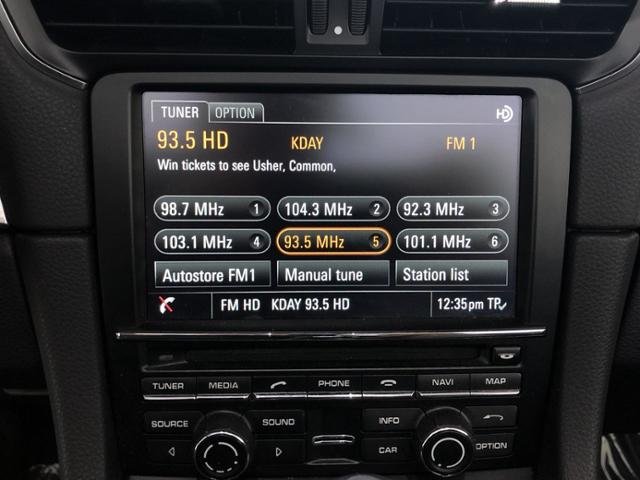 TUNER OPTION HD
93.5 HD KDAY FM 1
Win tickets to see Usher, Common,
98.7 MHz 1 104.3 MHz 2 92.3 MHz 3
103.1 MHz 4 93.5 MHz 5 101.1 MHz 6
Autostore FM1 Manual tune Station list
FM HD KDAY 93.5 HD 12:35pm TP
TUNER MEDIA PHONE NAVI MAP
SOURCE SOUND INFO
CAR OPTION